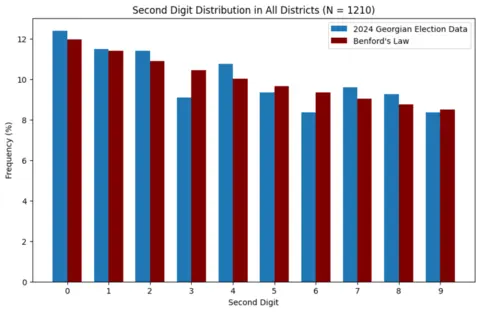 Second Digit Distribution in All Districts (N = 1210)
2024 Georgian Election Data
Benford's Law
Frequency (%)
12
10
8
6
4
2
0
0 1 2 3 4 5 6 7 8 9
Second Digit